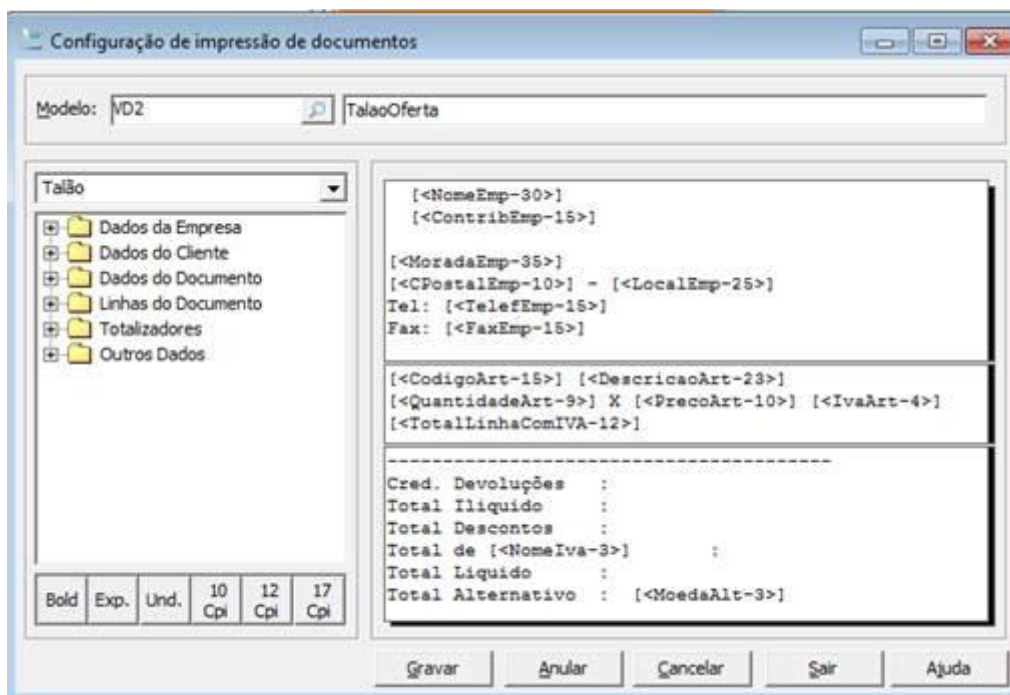 Configuração de impressão de documentos
Modelo: VD2 TalaoOferta
Talão
Dados da Empresa
Dados do Cliente
Dados do Documento
Linhas do Documento
Totalizadores
Outros Dados
Bold Exp. Und. 10 Cpi 12 Cpi 17 Cpi
[<NomeEmp-30>]
[<ContribEmp-15>]
[<MoradaEmp-35>]
[<CPostalEmp-10>] - [<LocalEmp-25>]
Tel: [<TelefEmp-15>]
Fax: [<FaxEmp-15>]
[<CodigoArt-15>] [<DescricaoArt-23>]
[<QuantidadeArt-9>] X [<PrecoArt-10>] [<IvaArt-4>]
[<TotalLinhaComIVA-12>]
-----------------------------------------
Cred. Devoluções :
Total Iliquido :
Total Descontos :
Total de [<NomeIva-3>] :
Total Liquido :
Total Alternativo : [<MoedaAlt-3>]
Gravar Anular Cancelar Sair Ajuda